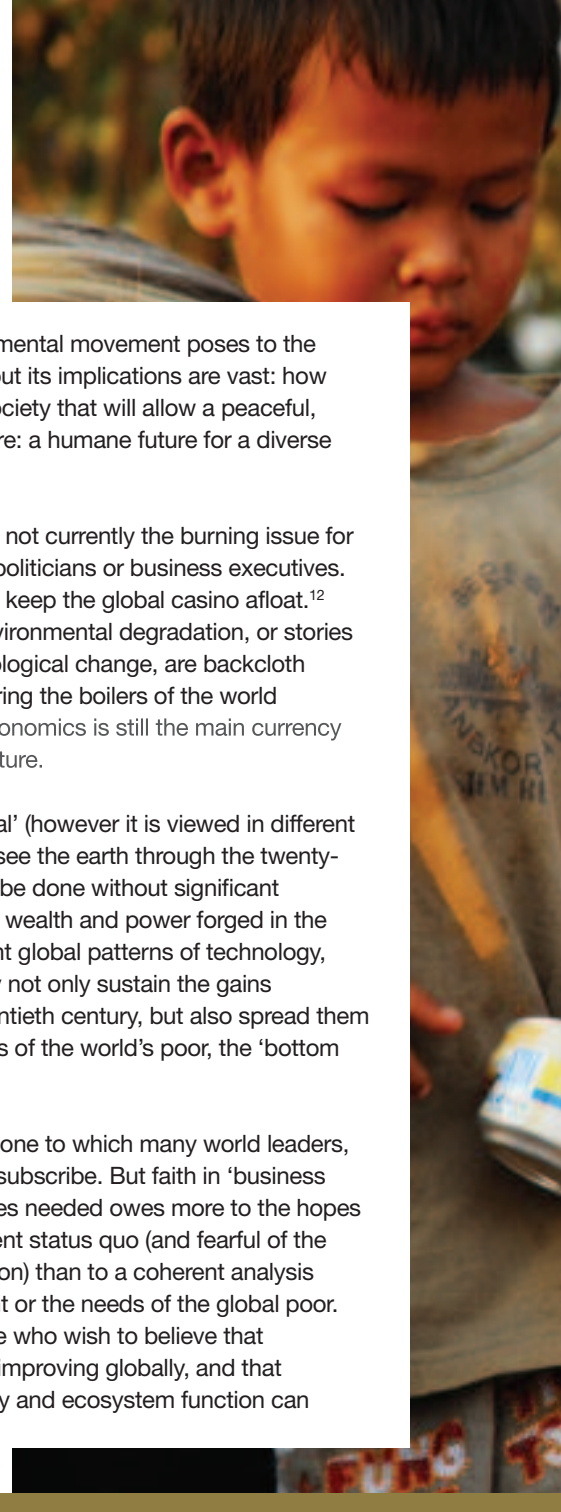 mental movement poses to the
out its implications are vast: how
ociety that will allow a peaceful,
re: a humane future for a diverse
not currently the burning issue for
politicians or business executives.
keep the global casino afloat.12
vironmental degradation, or stories
ological change, are backcloth
ring the boilers of the world
onomics is still the main currency
ture.
al’ (however it is viewed in different
see the earth through the twenty-
be done without significant
wealth and power forged in the
nt global patterns of technology,
not only sustain the gains
ntieth century, but also spread them
s of the world’s poor, the ‘bottom
one to which many world leaders,
subscribe. But faith in ‘business
es needed owes more to the hopes
ent status quo (and fearful of the
on) than to a coherent analysis
t or the needs of the global poor.
e who wish to believe that
improving globally, and that
y and ecosystem function can
ANGKOR